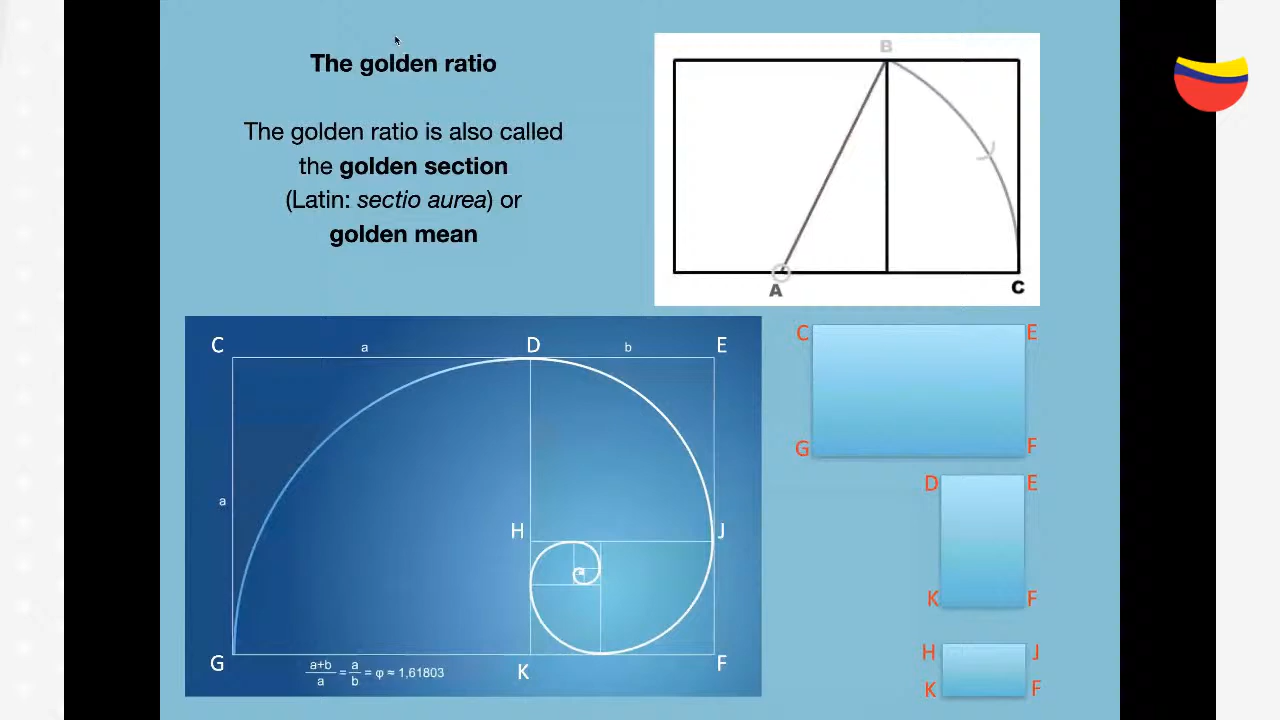 The golden ratio
The golden ratio is also called
the golden section
(Latin: sectio aurea) or
golden mean
B
A
C
C a D b E
a
H J
G K F
a+b/a = a/b = φ ≈ 1,61803
C E
G F
D E
K F
H J
K F